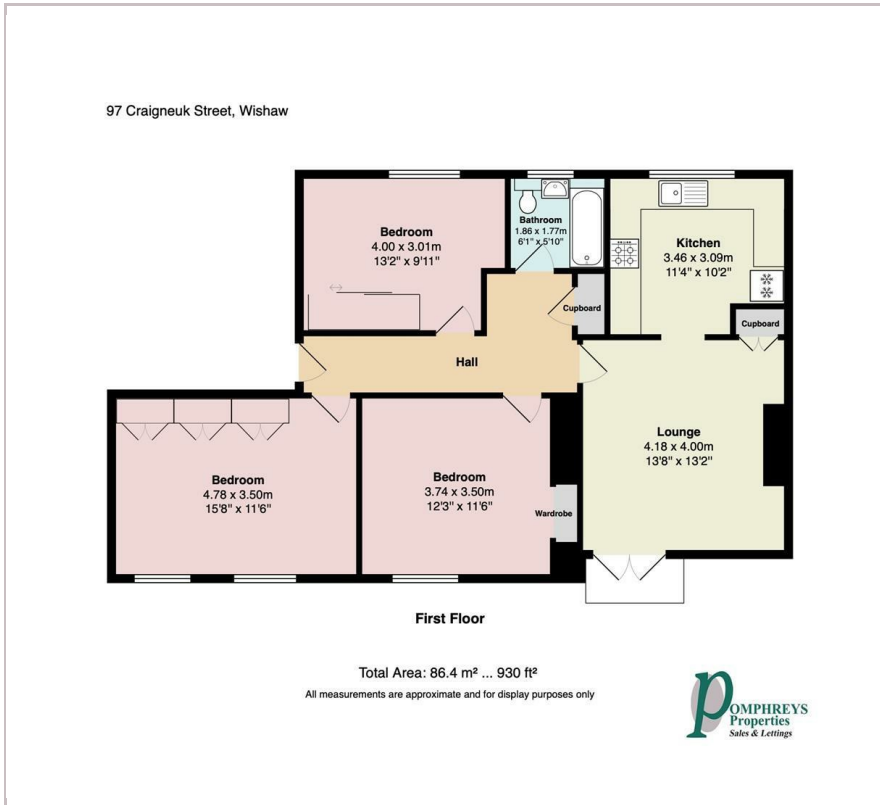 97 Craigneuk Street, Wishaw
Bedroom
4.00 x 3.01m
13'2" x 9'11"
Bathroom
1.86 x 1.77m
6'1" x 5'10"
Kitchen
3.46 x 3.09m
11'4" x 10'2"
Cupboard
Cupboard
Hall
Lounge
4.18 x 4.00m
13'8" x 13'2"
Bedroom
4.78 x 3.50m
15'8" x 11'6"
Bedroom
3.74 x 3.50m
12'3" x 11'6"
Wardrobe
First Floor
Total Area: 86.4 m² ... 930 ft²
All measurements are approximate and for display purposes only
POMPHREYS
Properties
Sales & Lettings